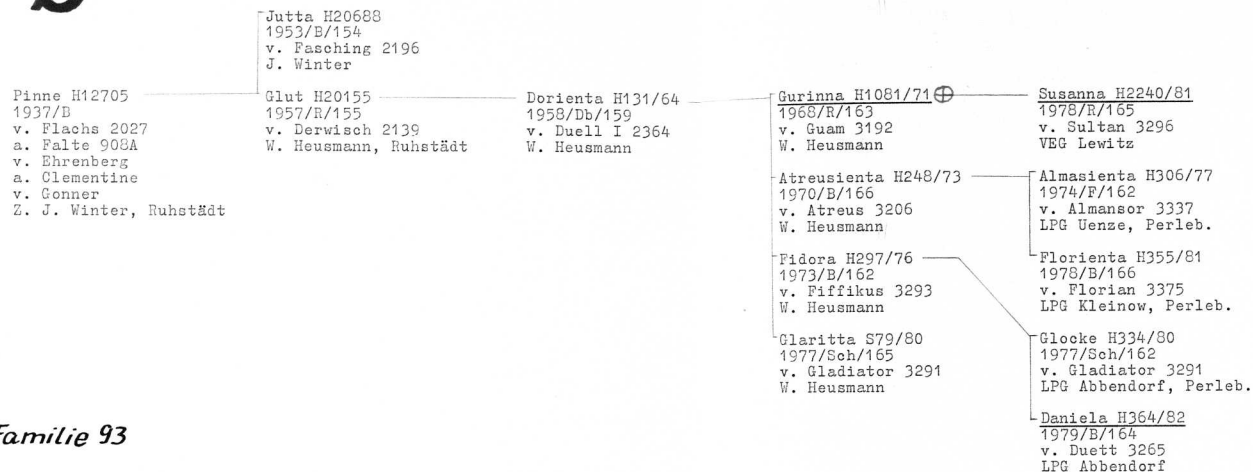 Jutta H20688
1953/B/154
v. Fasching 2196
J. Winter
Pinne H12705
1937/B
v. Flachs 2027
a. Falte 908A
v. Ehrenberg
a. Clementine
v. Gonner
Z. J. Winter, Ruhstädt
Glut H20155
1957/R/155
v. Derwisch 2139
W. Heusmann, Ruhstädt
Dorienta H131/64
1958/Db/159
v. Duell I 2364
W. Heusmann
Gurinna H1081/71
1968/R/163
v. Guam 3192
W. Heusmann
Atreusienta H248/73
1970/B/166
v. Atreus 3206
W. Heusmann
Fidora H297/76
1973/B/162
v. Fiffikus 3293
W. Heusmann
Glaritta S79/80
1977/Sch/165
v. Gladiator 3291
W. Heusmann
Susanna H2240/81
1978/R/165
v. Sultan 3296
VEG Lewitz
Almasienta H306/77
1974/F/162
v. Almansor 3337
LPG Uenze, Perleb.
Florienta H355/81
1978/B/166
v. Florian 3375
LPG Kleinow, Perleb.
Glocke H334/80
1977/Sch/162
v. Gladiator 3291
LPG Abbendorf, Perleb.
Daniela H364/82
1979/B/164
v. Duett 3265
LPG Abbendorf
Familie 93